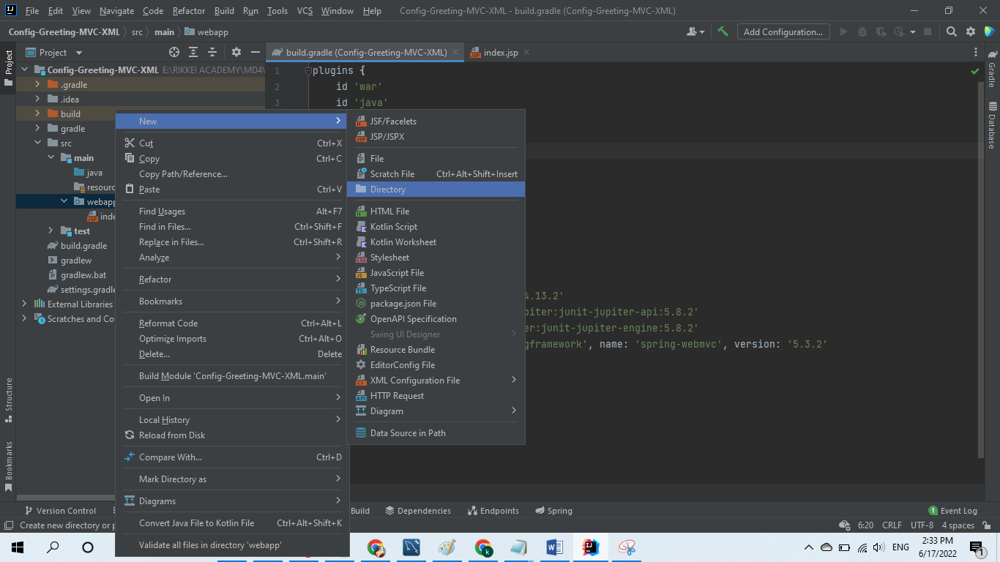 File Edit View Navigate Code Refactor Build Run Tools VCS Window Help Config-Greeting-MVC-XML - build.gradle (Config-Greeting-MVC-XML)
Config-Greeting-MVC-XML src main webapp
Add Configuration...
Project
build.gradle (Config-Greeting-MVC-XML)
index.jsp
Project
Structure
Bookmarks
Config-Greeting-MVC-XML E:\RIKKEI ACADEMY\MD4\
.gradle
.idea
build
gradle
src
main
java
resourc
webapp
inde
test
build.gradle
gradlew
gradlew.bat
settings.gradle
External Libraries
Scratches and Co
1 plugins {
2 id 'war'
3 id 'java'
4.13.2'
piter:junit-jupiter-api:5.8.2'
er:junit-jupiter-engine:5.8.2'
gframework', name: 'spring-webmvc', version: '5.3.2'
New
Cut Ctrl+X
Copy Ctrl+C
Copy Path/Reference...
Paste Ctrl+V
Find Usages Alt+F7
Find in Files... Ctrl+Shift+F
Replace in Files... Ctrl+Shift+R
Analyze
Refactor
Bookmarks
Reformat Code Ctrl+Alt+L
Optimize Imports Ctrl+Alt+O
Delete... Delete
Build Module 'Config-Greeting-MVC-XML.main'
Open In
Local History
Reload from Disk
Compare With... Ctrl+D
Mark Directory as
Diagrams
Convert Java File to Kotlin File Ctrl+Alt+Shift+K
Validate all files in directory 'webapp'
JSF/Facelets
JSP/JSPX
File
Scratch File Ctrl+Alt+Shift+Insert
Directory
HTML File
Kotlin Script
Kotlin Worksheet
Stylesheet
JavaScript File
TypeScript File
package.json File
OpenAPI Specification
Swing UI Designer
Resource Bundle
EditorConfig File
XML Configuration File
HTTP Request
Diagram
Data Source in Path
Gradle
Database
Version Control
Build
Dependencies
Endpoints
Spring
1 Event Log
Create new directory or p
6:20 CRLF UTF-8 4 spaces
ENG
2:33 PM
6/17/2022
1